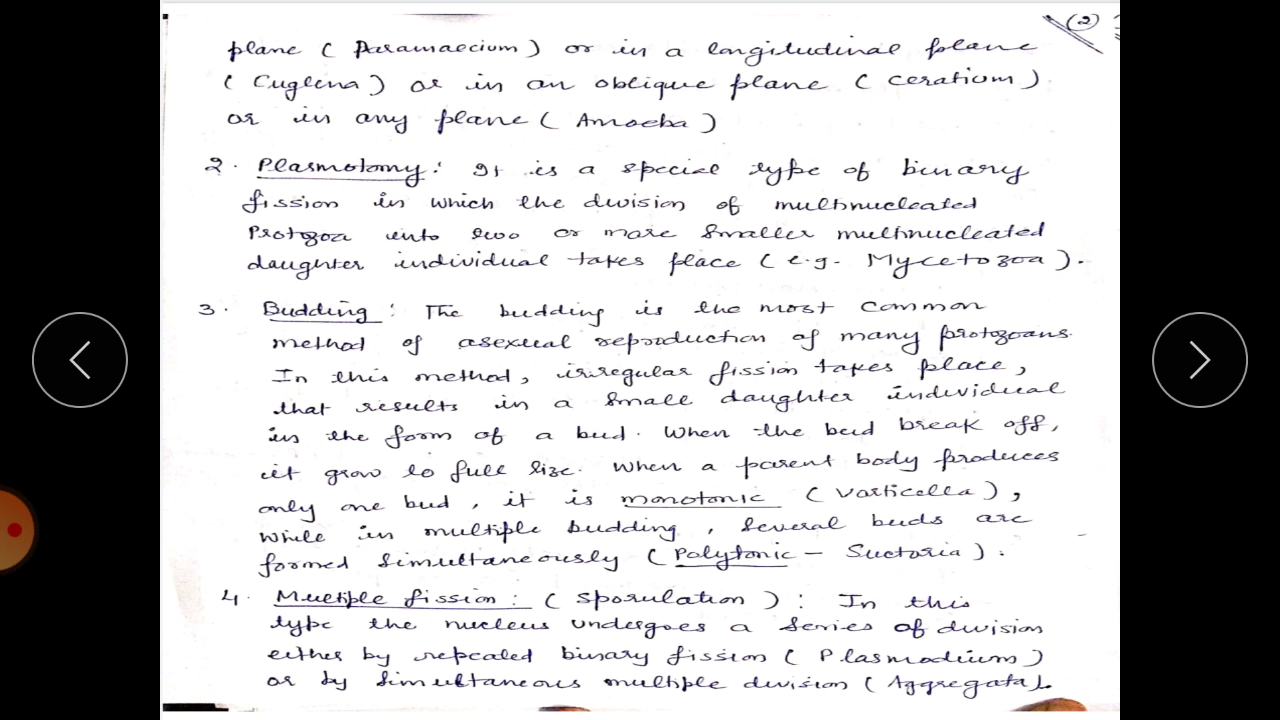 2
plane ( Paramaecium ) or in a longitudinal plane
( Euglena ) or in an oblique plane ( Ceratium )
or in any plane ( Amoeba )
2. Plasmotomy : It is a special type of binary
fission in which the division of multinucleated
Protozoa into two or more smaller multinucleated
daughter individual takes place ( e.g. Mycetozoa ).
3. Budding : The budding is the most common
method of asexual reproduction of many protozoans.
In this method, irregular fission takes place,
that results in a small daughter individual
in the form of a bud. When the bud break off,
it grow to full size. When a parent body produces
only one bud, it is monotonic ( Vorticella ),
while in multiple budding, several buds are
formed simultaneously ( Polytonic - Suctoria ).
4. Multiple fission : ( Sporulation ) : In this
type the nucleus undergoes a series of division
either by repeated binary fission ( Plasmodium )
or by simultaneous multiple division ( Aggregata ).